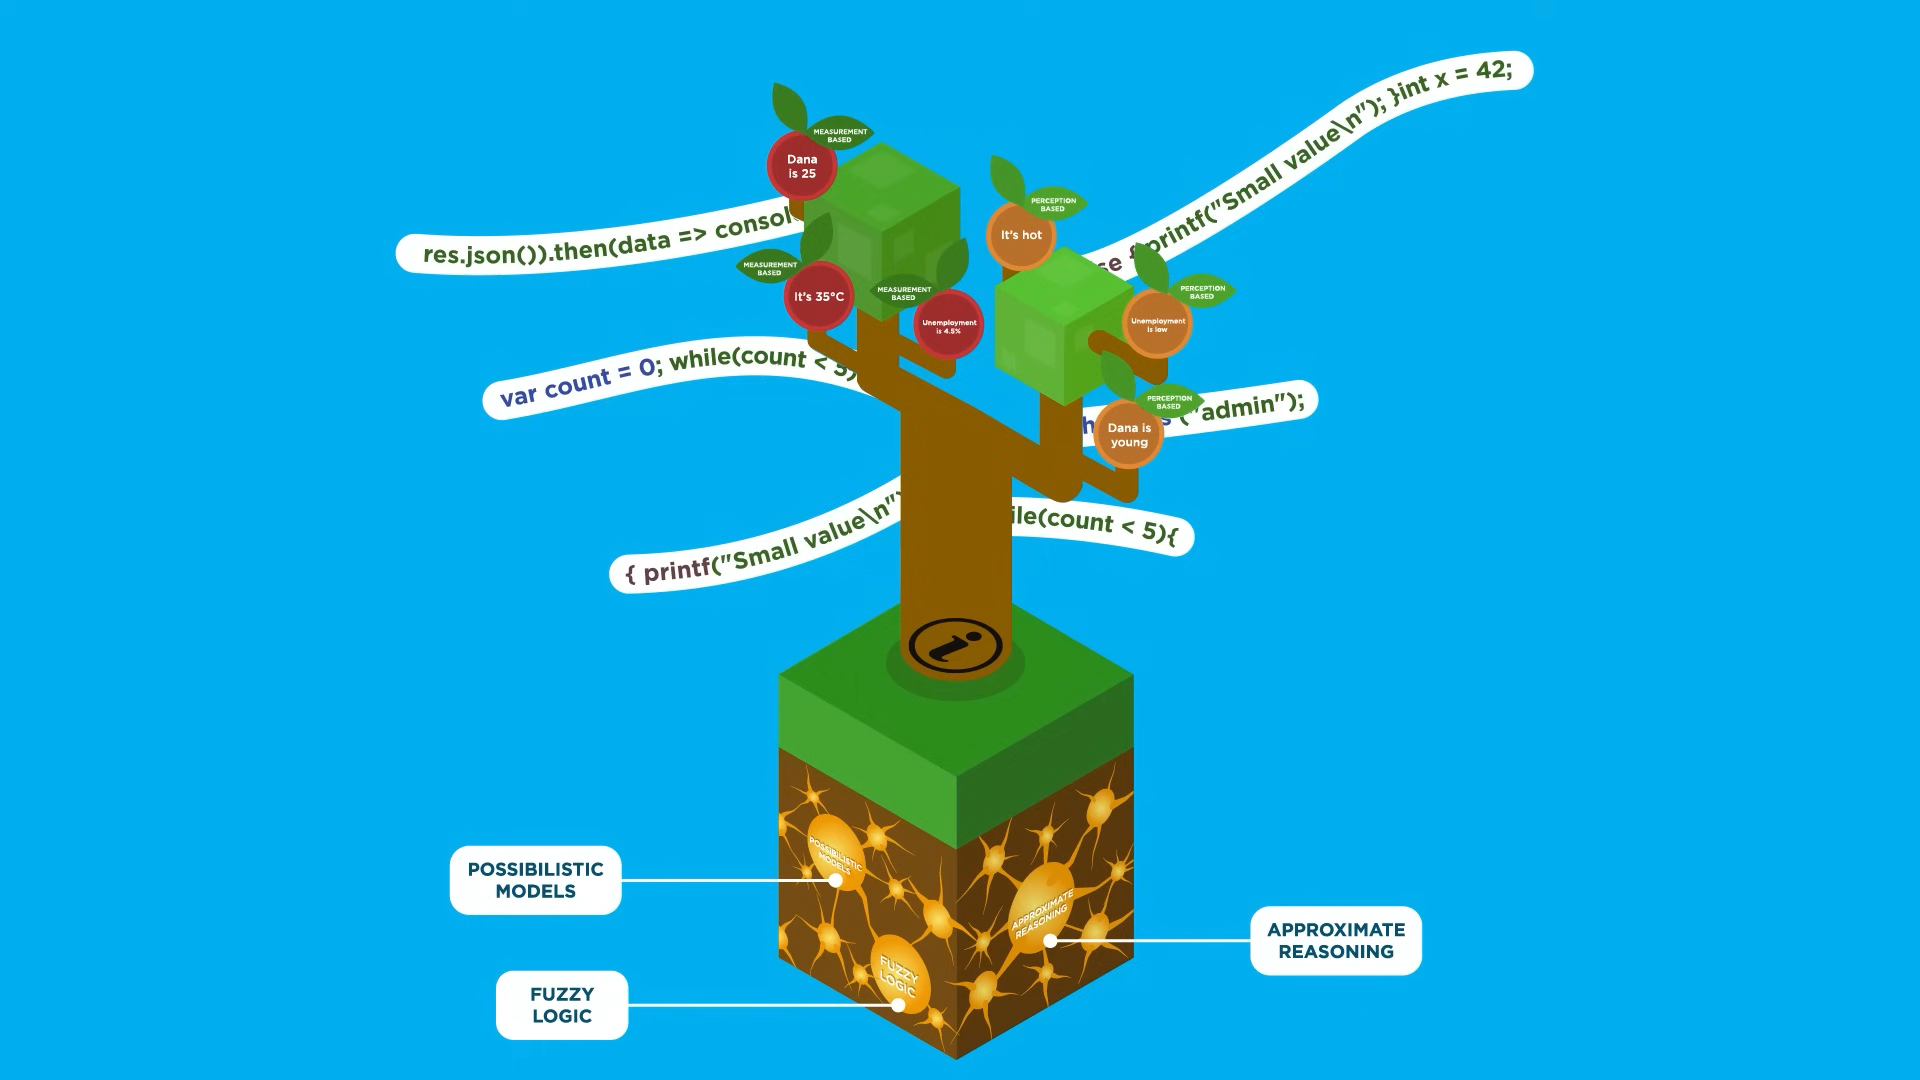 int x = 42;
printf("Small value\n"); }
MEASUREMENT
BASED
Dana
is 25
PERCEPTION
BASED
It's hot
res.json()).then(data => consol
MEASUREMENT
BASED
It's 35°C
MEASUREMENT
BASED
Unemployment
is 4.5%
PERCEPTION
BASED
Unemployment
is low
var count = 0; while(count < 5)
PERCEPTION
BASED
Dana is
young
("admin");
{ printf("Small value\n"
ile(count < 5){
i
POSSIBILISTIC
MODELS
POSSIBILISTIC
MODELS
APPROXIMATE
REASONING
APPROXIMATE
REASONING
FUZZY
LOGIC
FUZZY
LOGIC